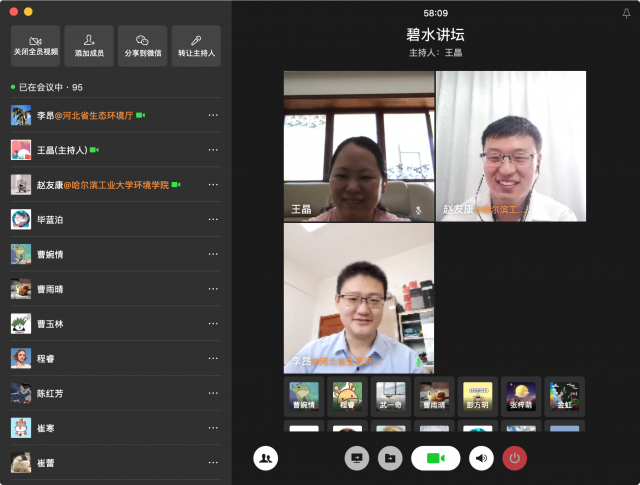 58:09
碧水讲坛
主持人：王晶
关闭全员视频
添加成员
分享到微信
转让主持人
已在会议中 · 95
李昂@河北省生态环境厅
王晶(主持人)
赵友康@哈尔滨工业大学环境学院
毕蓝泊
曹婉情
曹雨晴
曹玉林
程睿
陈红芳
崔寒
崔蕾
王晶
赵友康@哈尔滨工...
李昂@河北省生态环...
曹婉情
程睿
武一奇
曹雨晴
彭方玥
张梓萌
金虹